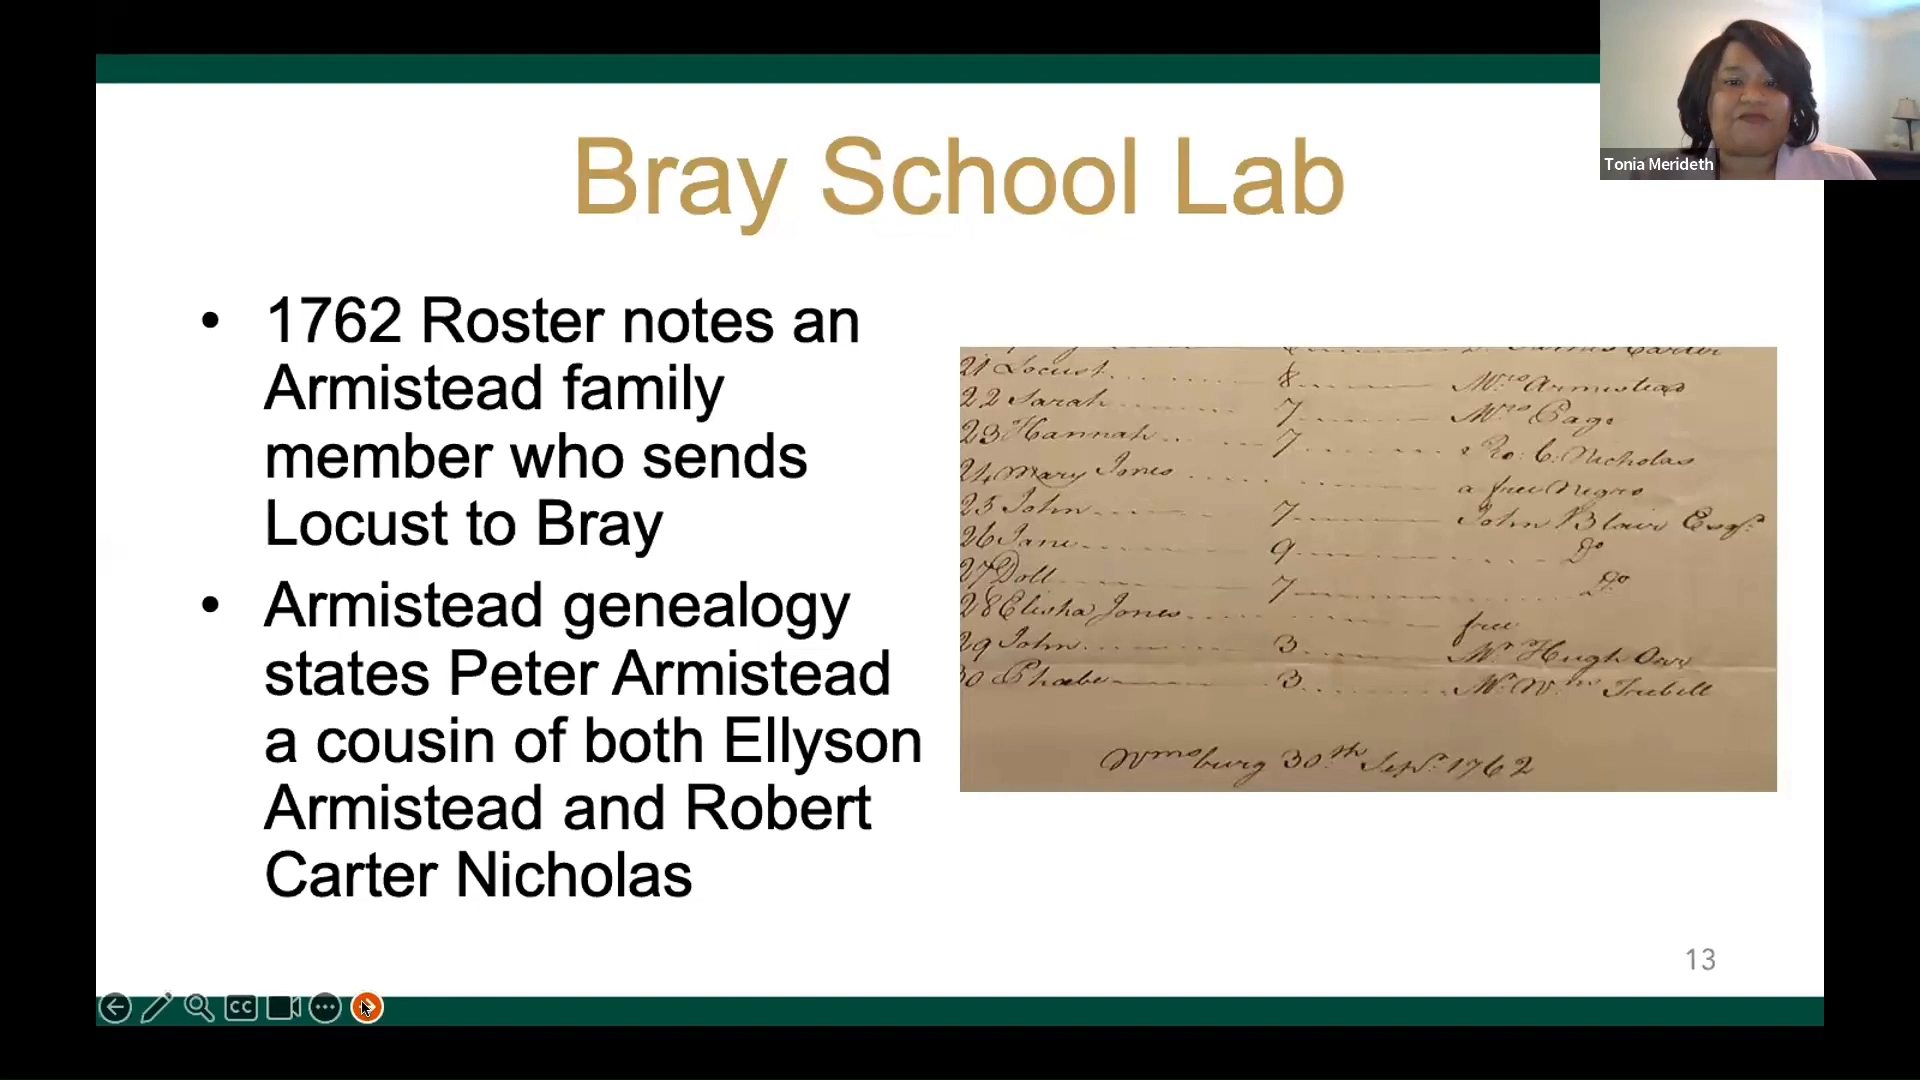 Bray School Lab
Tonia Merideth
• 1762 Roster notes an
Armistead family
member who sends
Locust to Bray
• Armistead genealogy
states Peter Armistead
a cousin of both Ellyson
Armistead and Robert
Carter Nicholas
21 Locust 8 Mrs Armistead
22 Sarah 7 Mrs Page
23 Hannah 7 Ro: C. Nicholas
24 Mary Jones a free Negro
25 John 7 John Blair Esqr.
26 Jane 9 Do
27 Doll 7 Do
28 Elisha Jones free
29 John 3 Mr Hugh Orr
30 Phoebe 3 Mr Wm Trebell
Wmsburg 30th Sepr. 1762
13
CC